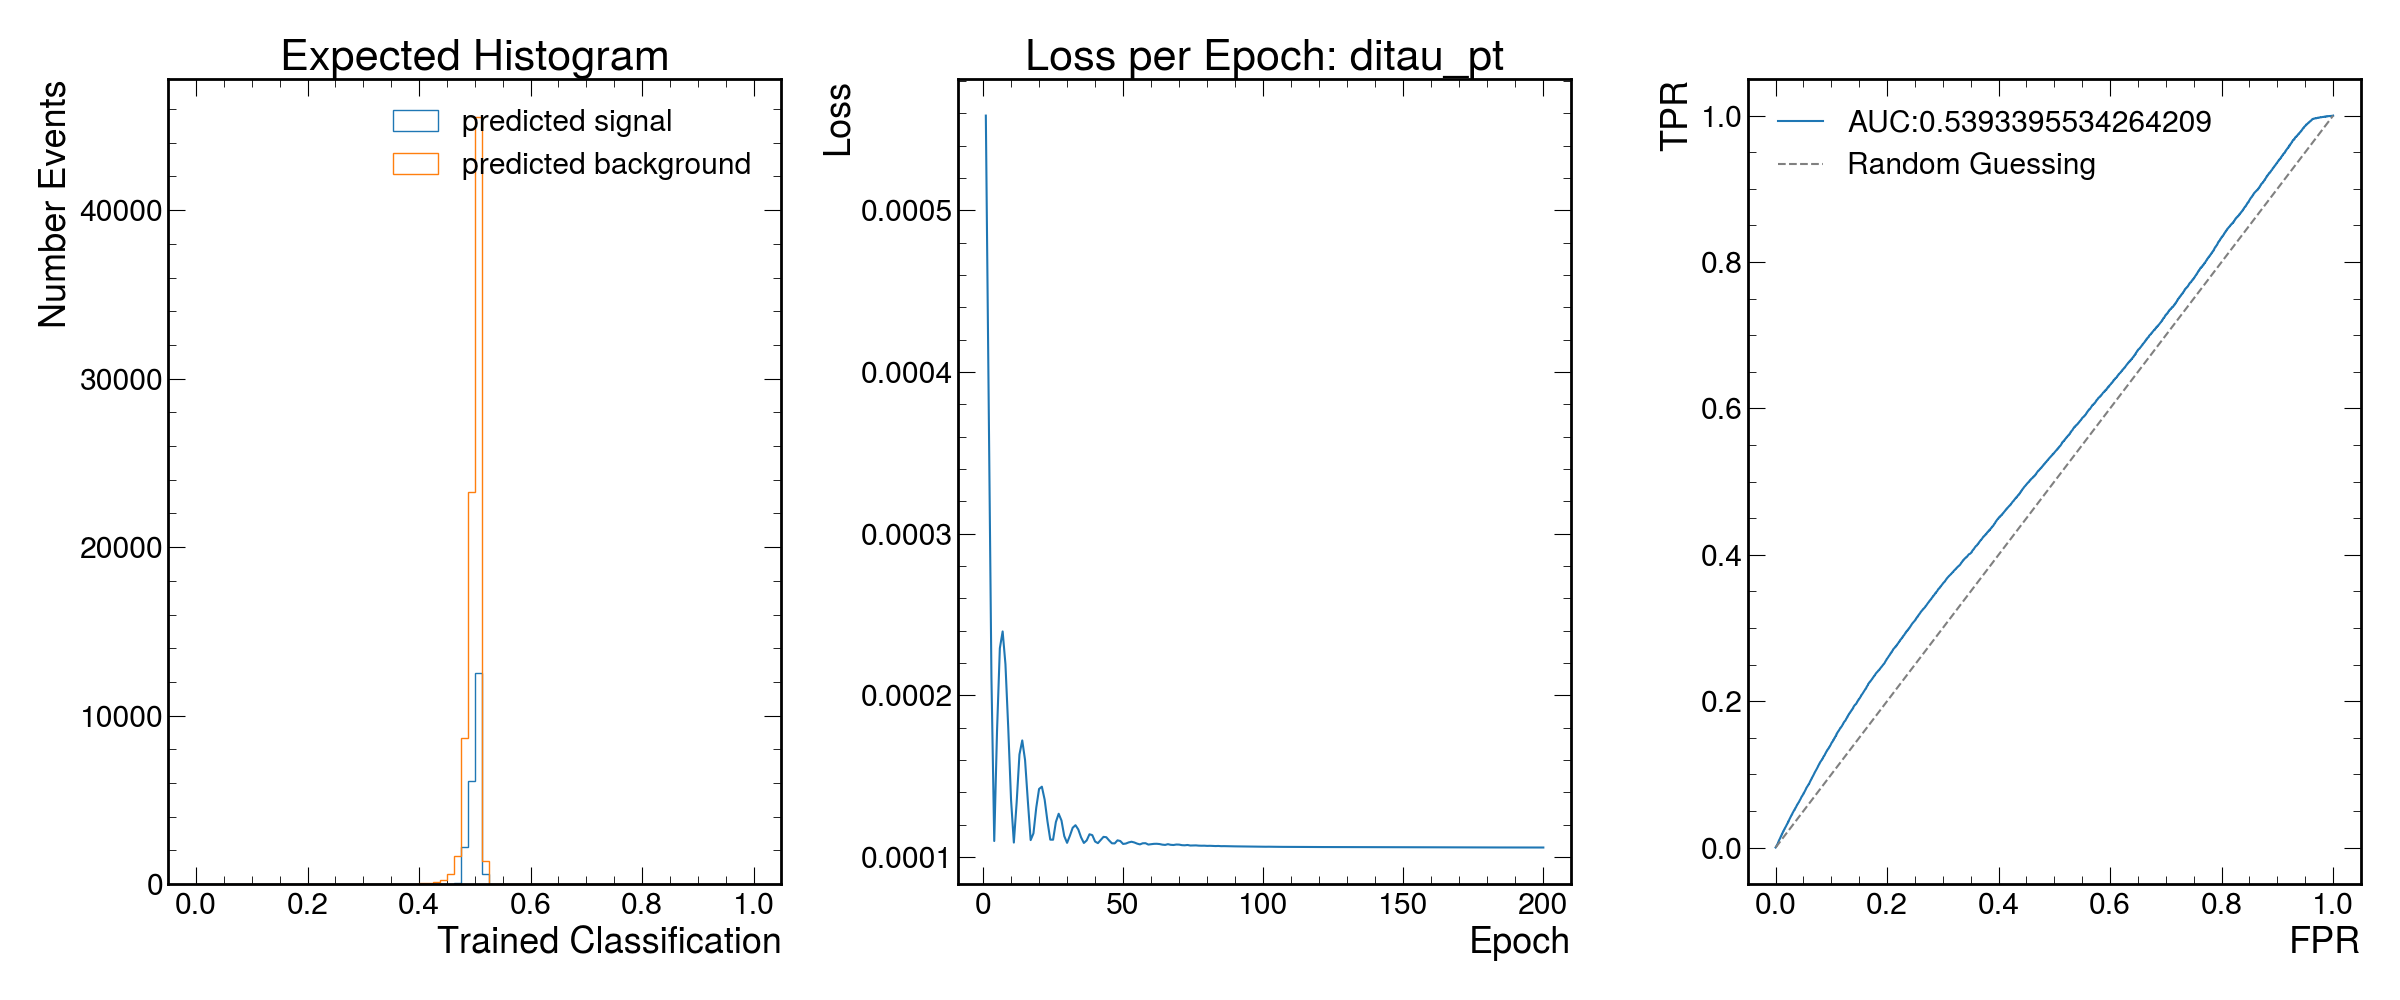 Expected Histogram
Number Events
predicted signal
predicted background
40000
30000
20000
10000
0
0.0 0.2 0.4 0.6 0.8 1.0
Trained Classification
Loss per Epoch: ditau_pt
Loss
0.0005
0.0004
0.0003
0.0002
0.0001
0 50 100 150 200
Epoch
TPR
AUC:0.5393395534264209
Random Guessing
1.0
0.8
0.6
0.4
0.2
0.0
0.0 0.2 0.4 0.6 0.8 1.0
FPR